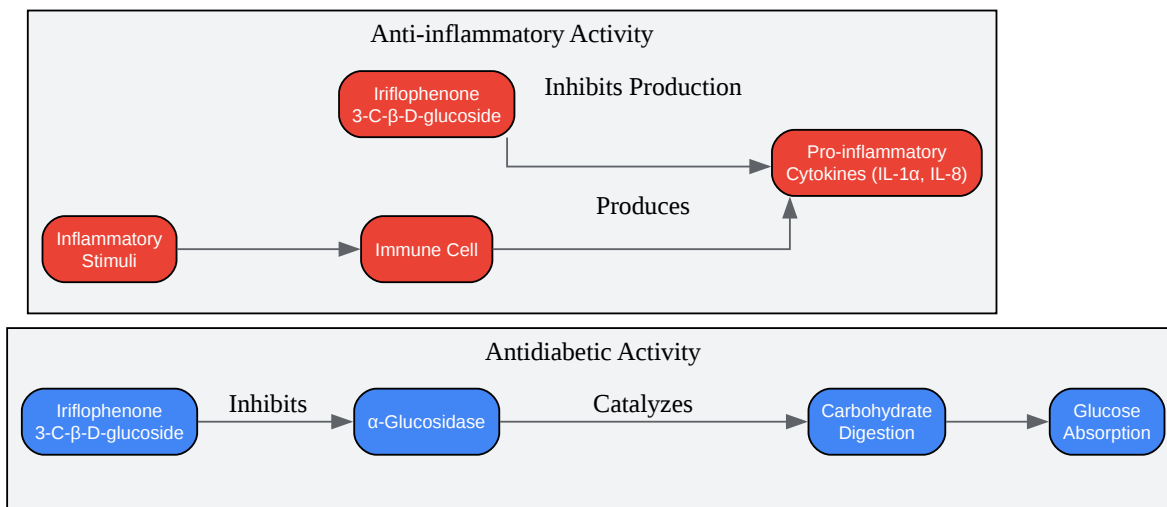 Anti-inflammatory Activity
Iriflophenone
3-C-β-D-glucoside
Inhibits Production
Pro-inflammatory
Cytokines (IL-1α, IL-8)
Produces
Inflammatory
Stimuli
Immune Cell
Antidiabetic Activity
Iriflophenone
3-C-β-D-glucoside
Inhibits
α-Glucosidase
Catalyzes
Carbohydrate
Digestion
Glucose
Absorption